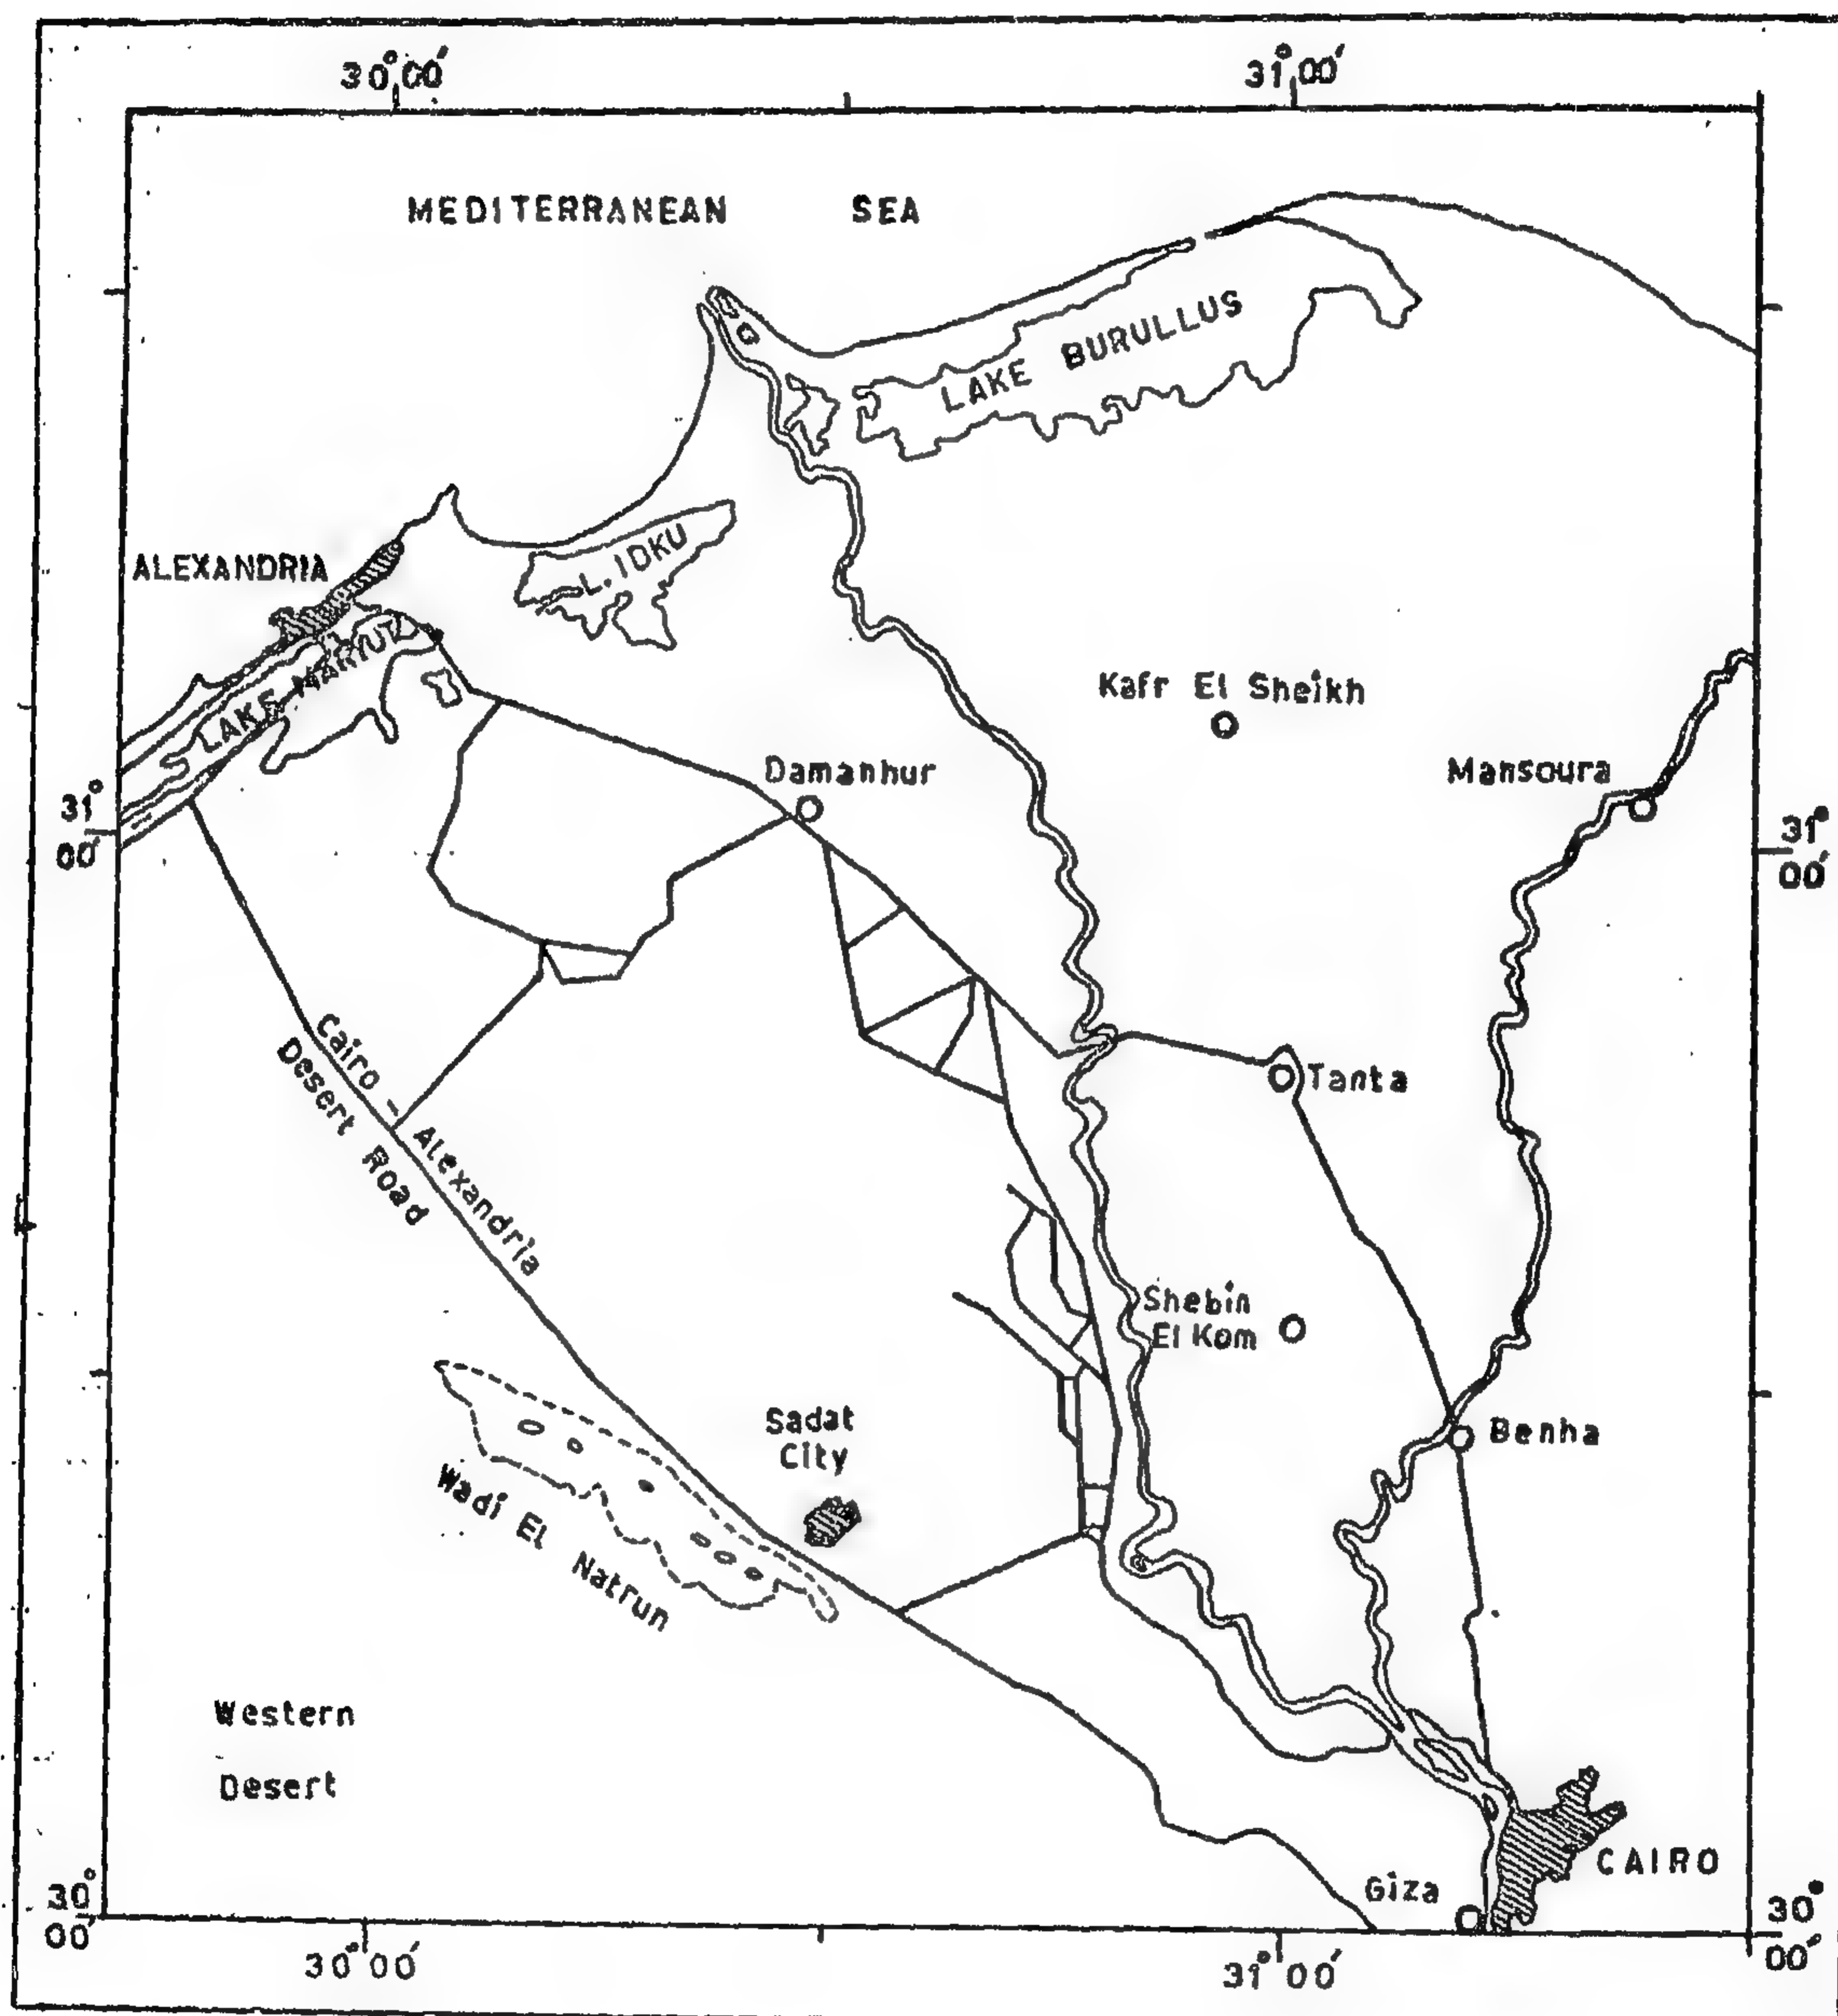 30°00′
31°00′
MEDITERRANEAN SEA
LAKE BURULLUS
L. IDKU
ALEXANDRIA
LAKE MARIUT
Kafr El Sheikh
Damanhur
Mansoura
31°
00′
31°
00′
Cairo - Alexandria
Desert Road
Tanta
Shebin
El Kom
Sadat
City
Benha
Wadi El Natrun
Western
Desert
CAIRO
Giza
30°
00′
30°
00′
30°00′
31°00′